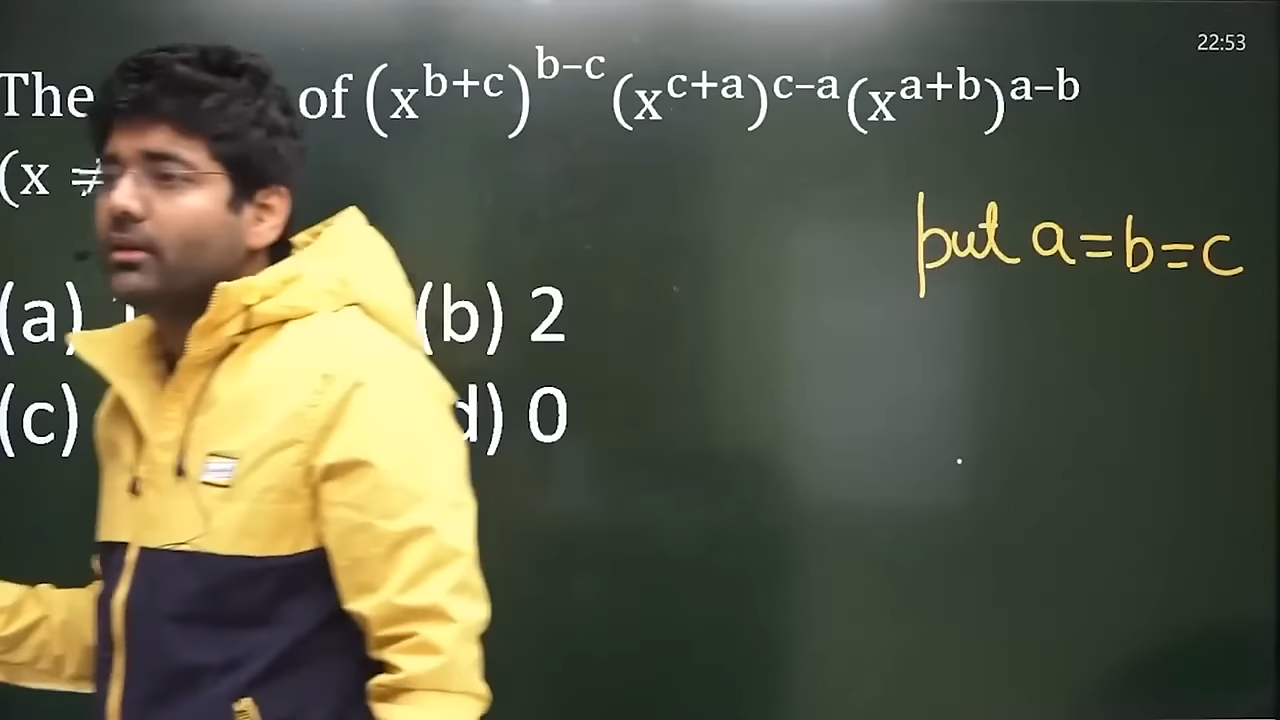 22:53
The of (x^{b+c})^{b–c} (x^{c+a})^{c–a} (x^{a+b})^{a–b}
(x ≠
put a=b=c
(a) (b) 2
(c) d) 0